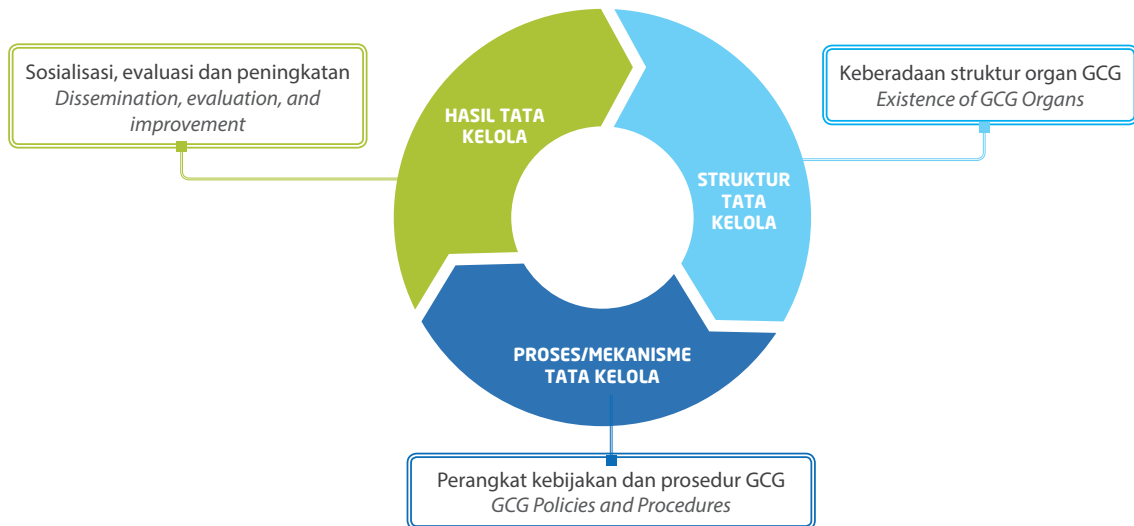 Sosialisasi, evaluasi dan peningkatan
Dissemination, evaluation, and
improvement
HASIL TATA
KELOLA
Keberadaan struktur organ GCG
Existence of GCG Organs
STRUKTUR
TATA
KELOLA
PROSES/MEKANISME
TATA KELOLA
Perangkat kebijakan dan prosedur GCG
GCG Policies and Procedures